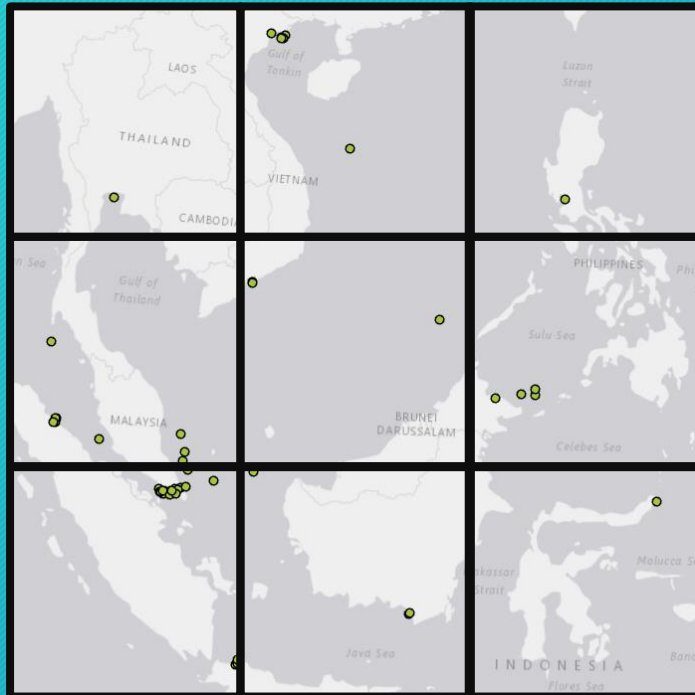 LAOS
THAILAND
CAMBODI
Gulf of
Tonkin
VIETNAM
Luzon
Strait
n Sea
Gulf of
Thailand
MALAYSIA
BRUNEI
DARUSSALAM
PHILIPPINES
Phi
Sulu Sea
Celebes Sea
Java Sea
akassar
Strait
Molucca S
INDONESIA
Band
Flores Sea